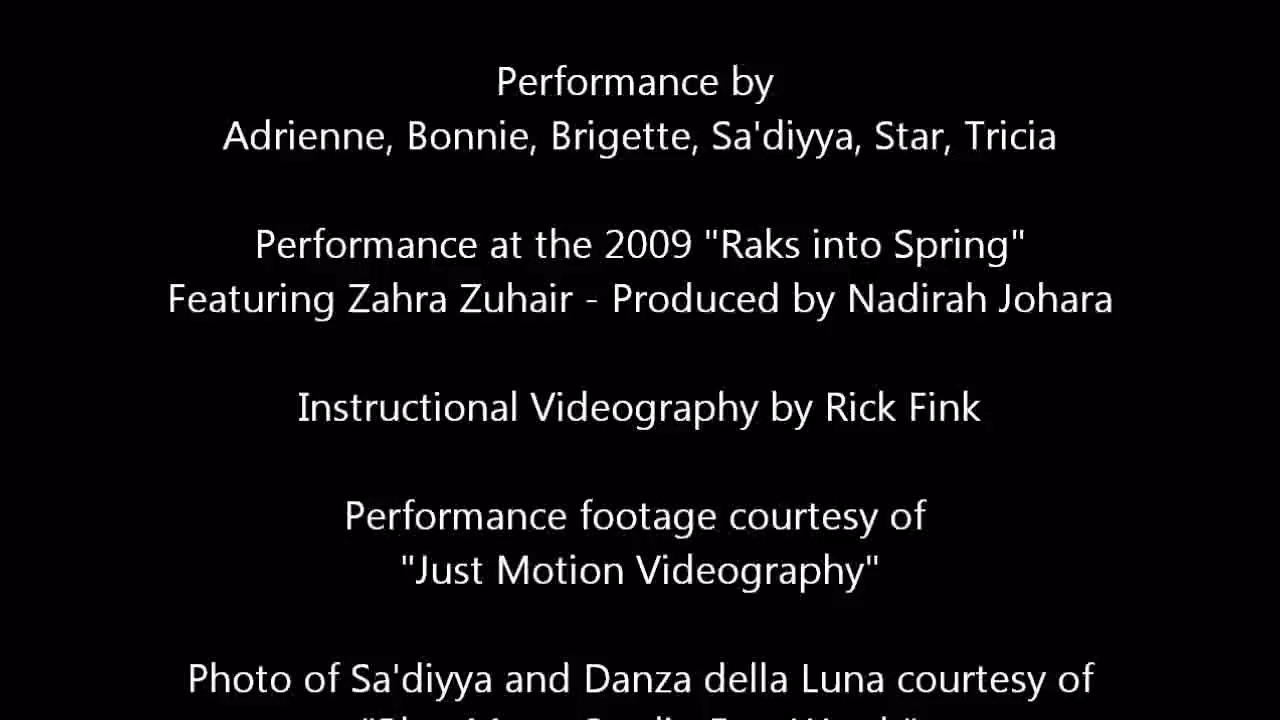 Performance by
Adrienne, Bonnie, Brigette, Sa'diyya, Star, Tricia
Performance at the 2009 "Raks into Spring"
Featuring Zahra Zuhair - Produced by Nadirah Johara
Instructional Videography by Rick Fink
Performance footage courtesy of
"Just Motion Videography"
Photo of Sa'diyya and Danza della Luna courtesy of